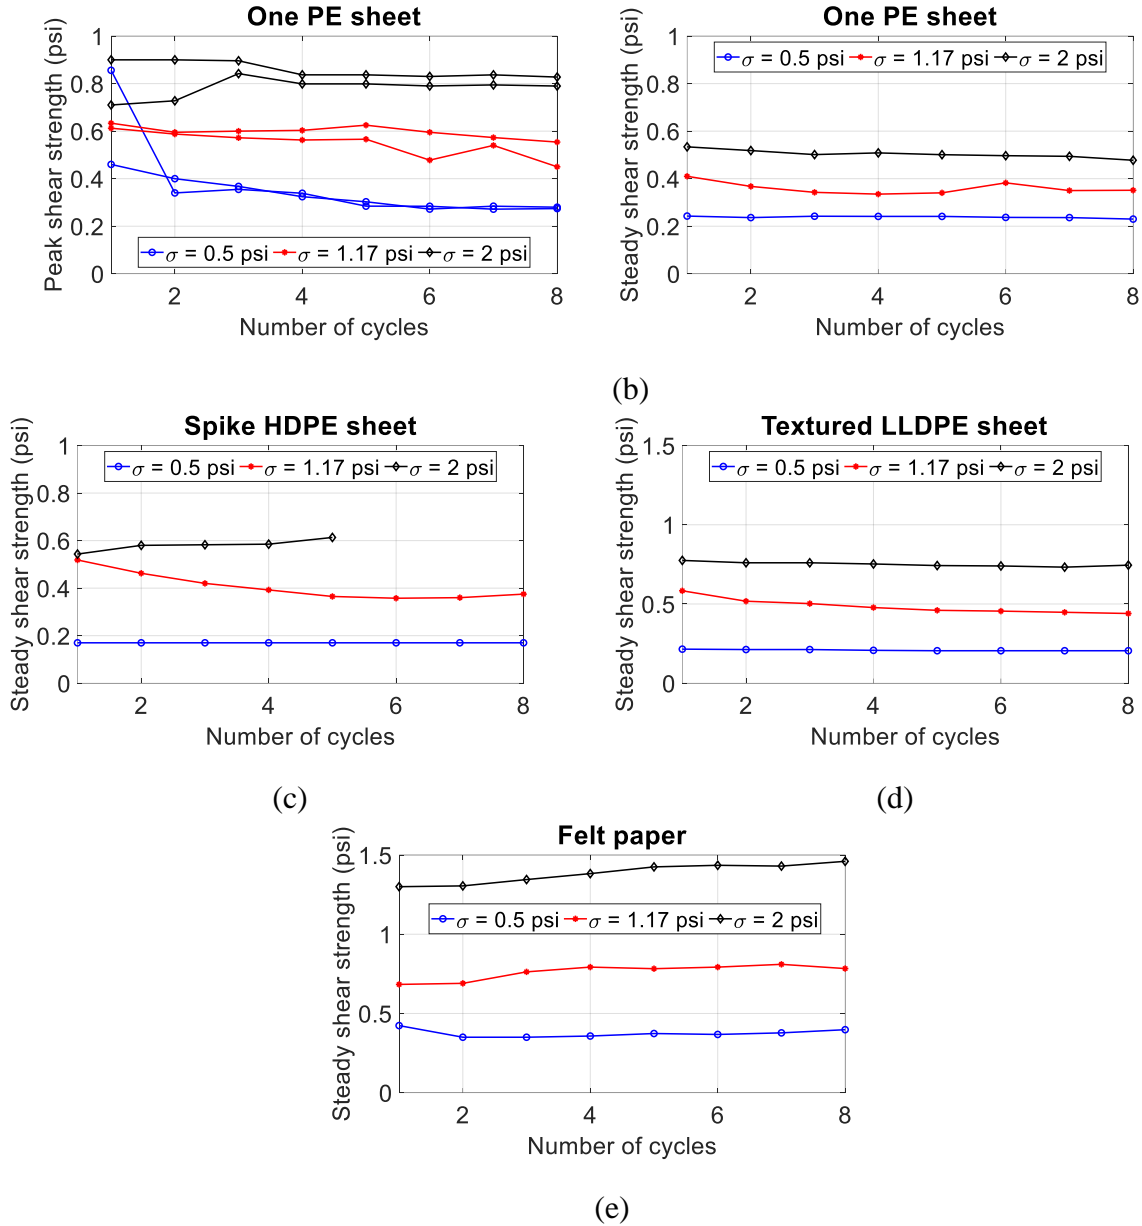 One PE sheet
Peak shear strength (psi)
1
0.8
0.6
0.4
0.2
0
σ = 0.5 psi σ = 1.17 psi σ = 2 psi
2 4 6 8
Number of cycles
One PE sheet
Steady shear strength (psi)
1
0.8
0.6
0.4
0.2
0
σ = 0.5 psi σ = 1.17 psi σ = 2 psi
2 4 6 8
Number of cycles
(b)
Spike HDPE sheet
Steady shear strength (psi)
1
0.8
0.6
0.4
0.2
0
σ = 0.5 psi σ = 1.17 psi σ = 2 psi
2 4 6 8
Number of cycles
(c)
Textured LLDPE sheet
Steady shear strength (psi)
1.5
1
0.5
0
σ = 0.5 psi σ = 1.17 psi σ = 2 psi
2 4 6 8
Number of cycles
(d)
Felt paper
Steady shear strength (psi)
1.5
1
0.5
0
σ = 0.5 psi σ = 1.17 psi σ = 2 psi
2 4 6 8
Number of cycles
(e)